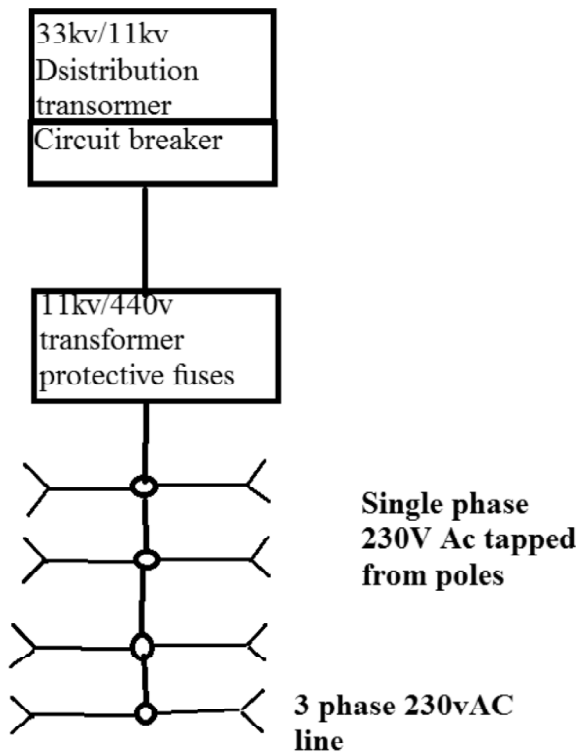 33kv/11kv
Dsistribution
transormer
Circuit breaker
11kv/440v
transformer
protective fuses
Single phase
230V Ac tapped
from poles
3 phase 230vAC
line